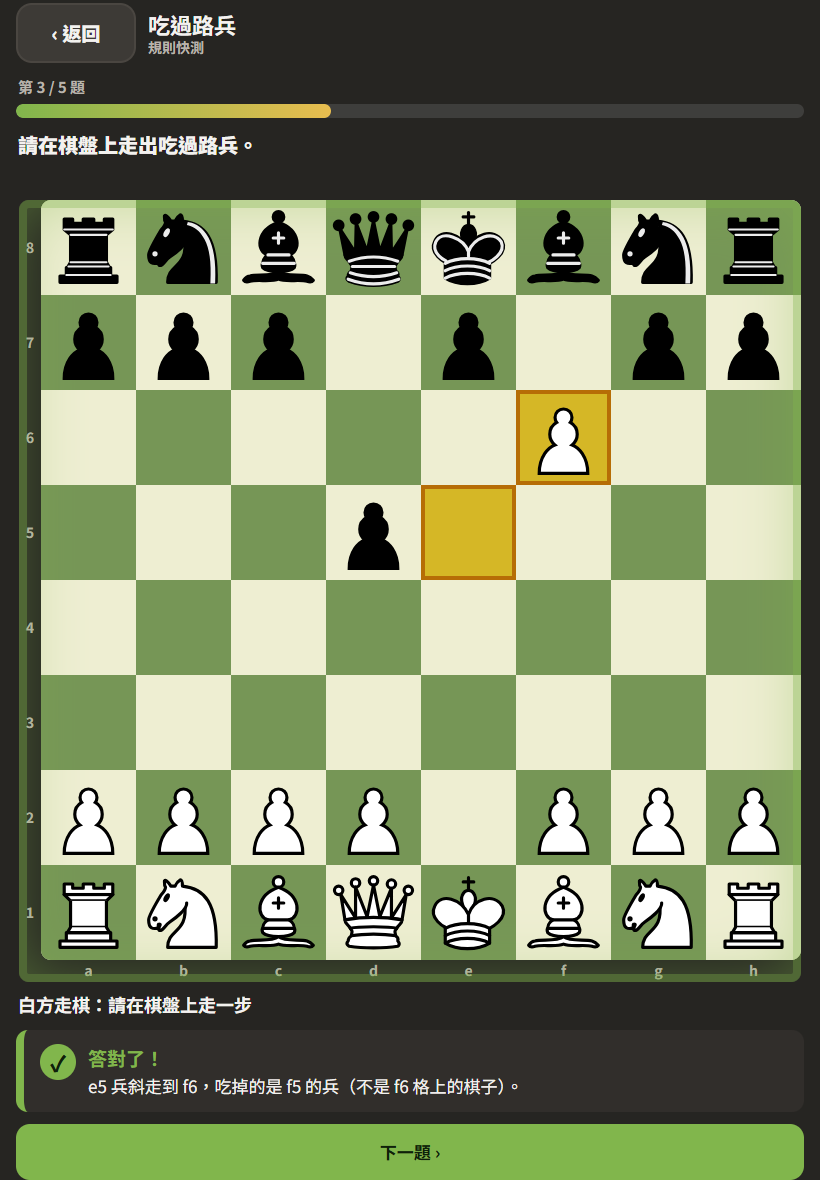 ‹ 返回
吃過路兵
規則快測
第 3 / 5 題
請在棋盤上走出吃過路兵。
8
7
6
5
4
3
2
1
a b c d e f g h
白方走棋：請在棋盤上走一步
答對了！
e5 兵斜走到 f6，吃掉的是 f5 的兵（不是 f6 格上的棋子）。
下一題 ›